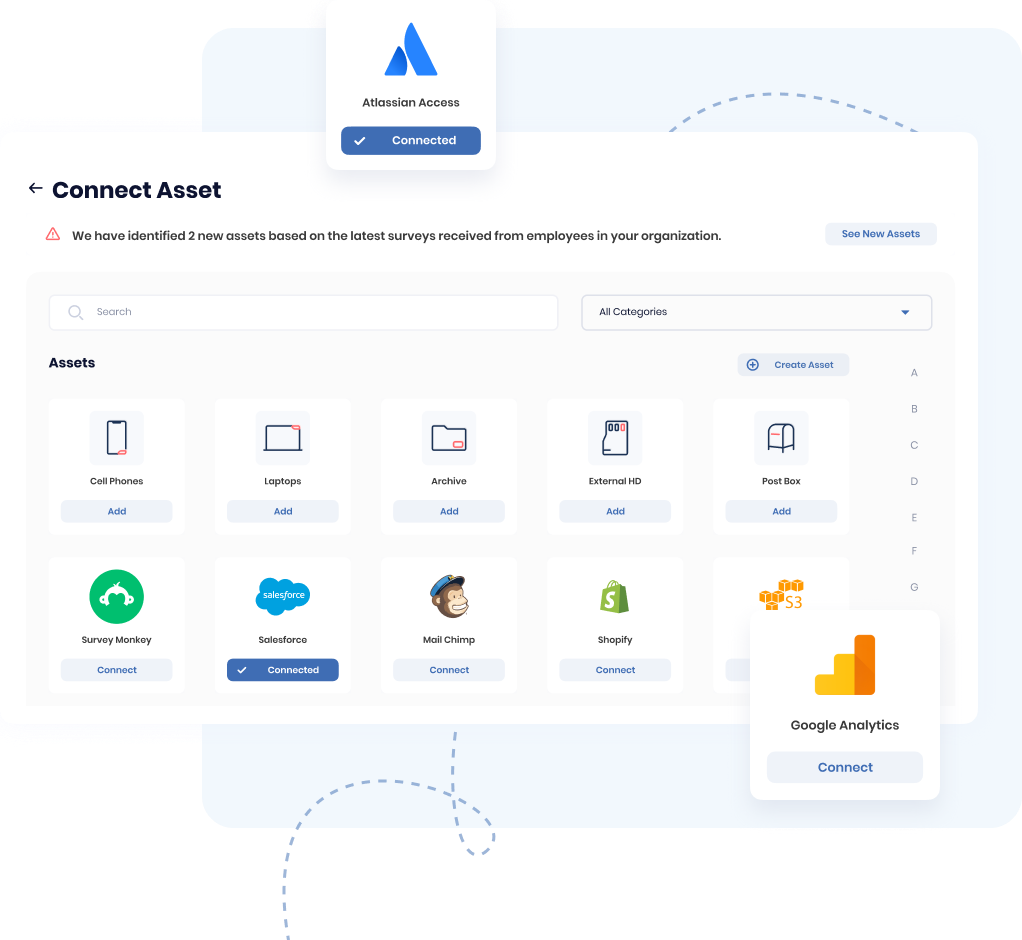 Atlassian Access
Connected
Connect Asset
We have identified 2 new assets based on the latest surveys received from employees in your organization.
See New Assets
Search
All Categories
Assets
Create Asset
A
B
C
D
E
F
G
Cell Phones
Laptops
Archive
External HD
Post Box
Add
Add
Add
Add
Add
salesforce
S
S3
Survey Monkey
Salesforce
Mail Chimp
Shopify
Connect
Connected
Connect
Connect
Google Analytics
Connect